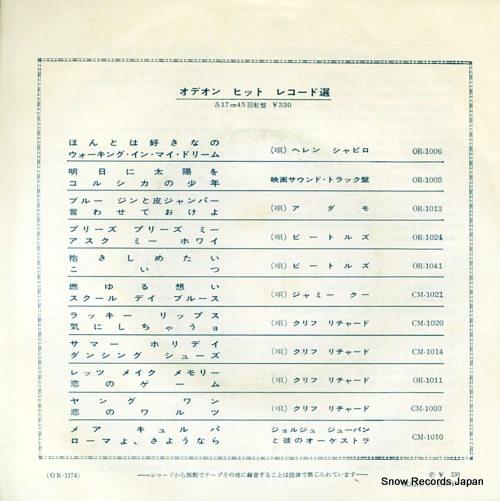 オデオン ヒット レコード選
各17㎝45回転盤 ¥330
ほんとは好きなの
ウォーキング・イン・マイ・ドリーム (唄) ヘレン シャピロ OR-1006
明日に太陽を
コルシカの少年 映画サウンド・トラック盤 OR-1009
ブルー ジンと皮ジャンパー
言わせておけよ (唄) アダモ OR-1013
プリーズ プリーズ ミー
アスク ミー ホワイ (唄) ビートルズ OR-1024
抱きしめたい
こいつ (唄) ビートルズ OR-1041
燃ゆる想い
スクール デイ ブルース (唄) ジャミー クー CM-1021
ラッキー リップス
気にしちゃうョ (唄) クリフ リチャード CM-1020
サマー ホリデイ
ダンシング シューズ (唄) クリフ リチャード CM-1014
レッツ メイク メモリー
恋のゲーム (唄) クリフ リチャード OR-1011
ヤング ワン
恋のワルツ (唄) クリフ リチャード CM-1003
メア キュルパ ジョルジュ ジューバン
ローマよ、さようなら と彼のオーケストラ CM-1010
(OR-1174) ──レコードから無断でテープその他に録音することは法律で禁じられています── Ⓟ ¥ 330
Snow Records Japan